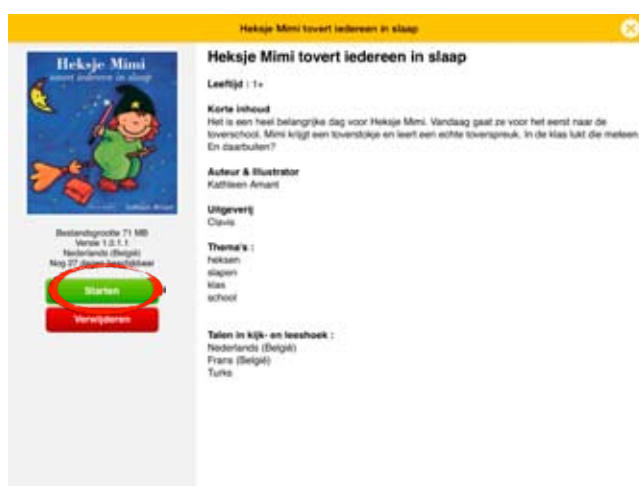 Heksje Mimi tovert iedereen in slaap
Heksje Mimi
tovert iedereen in slaap
Kathleen Amant
Bestandsgrootte 71 MB
Versie 1.0.1.1
Nederlands (België)
Nog 27 dagen beschikbaar
Starten
Verwijderen
Heksje Mimi tovert iedereen in slaap
Leeftijd : 1+
Korte inhoud
Het is een heel belangrijke dag voor Heksje Mimi. Vandaag gaat ze voor het eerst naar de
toverschool. Mimi krijgt een toverstokje en leert een echte toverspreuk. In de klas lukt die meteen.
En daarbuiten?
Auteur & Illustrator
Kathleen Amant
Uitgeverij
Clavis
Thema's :
heksen
slapen
klas
school
Talen in kijk- en leeshoek :
Nederlands (België)
Frans (België)
Turks